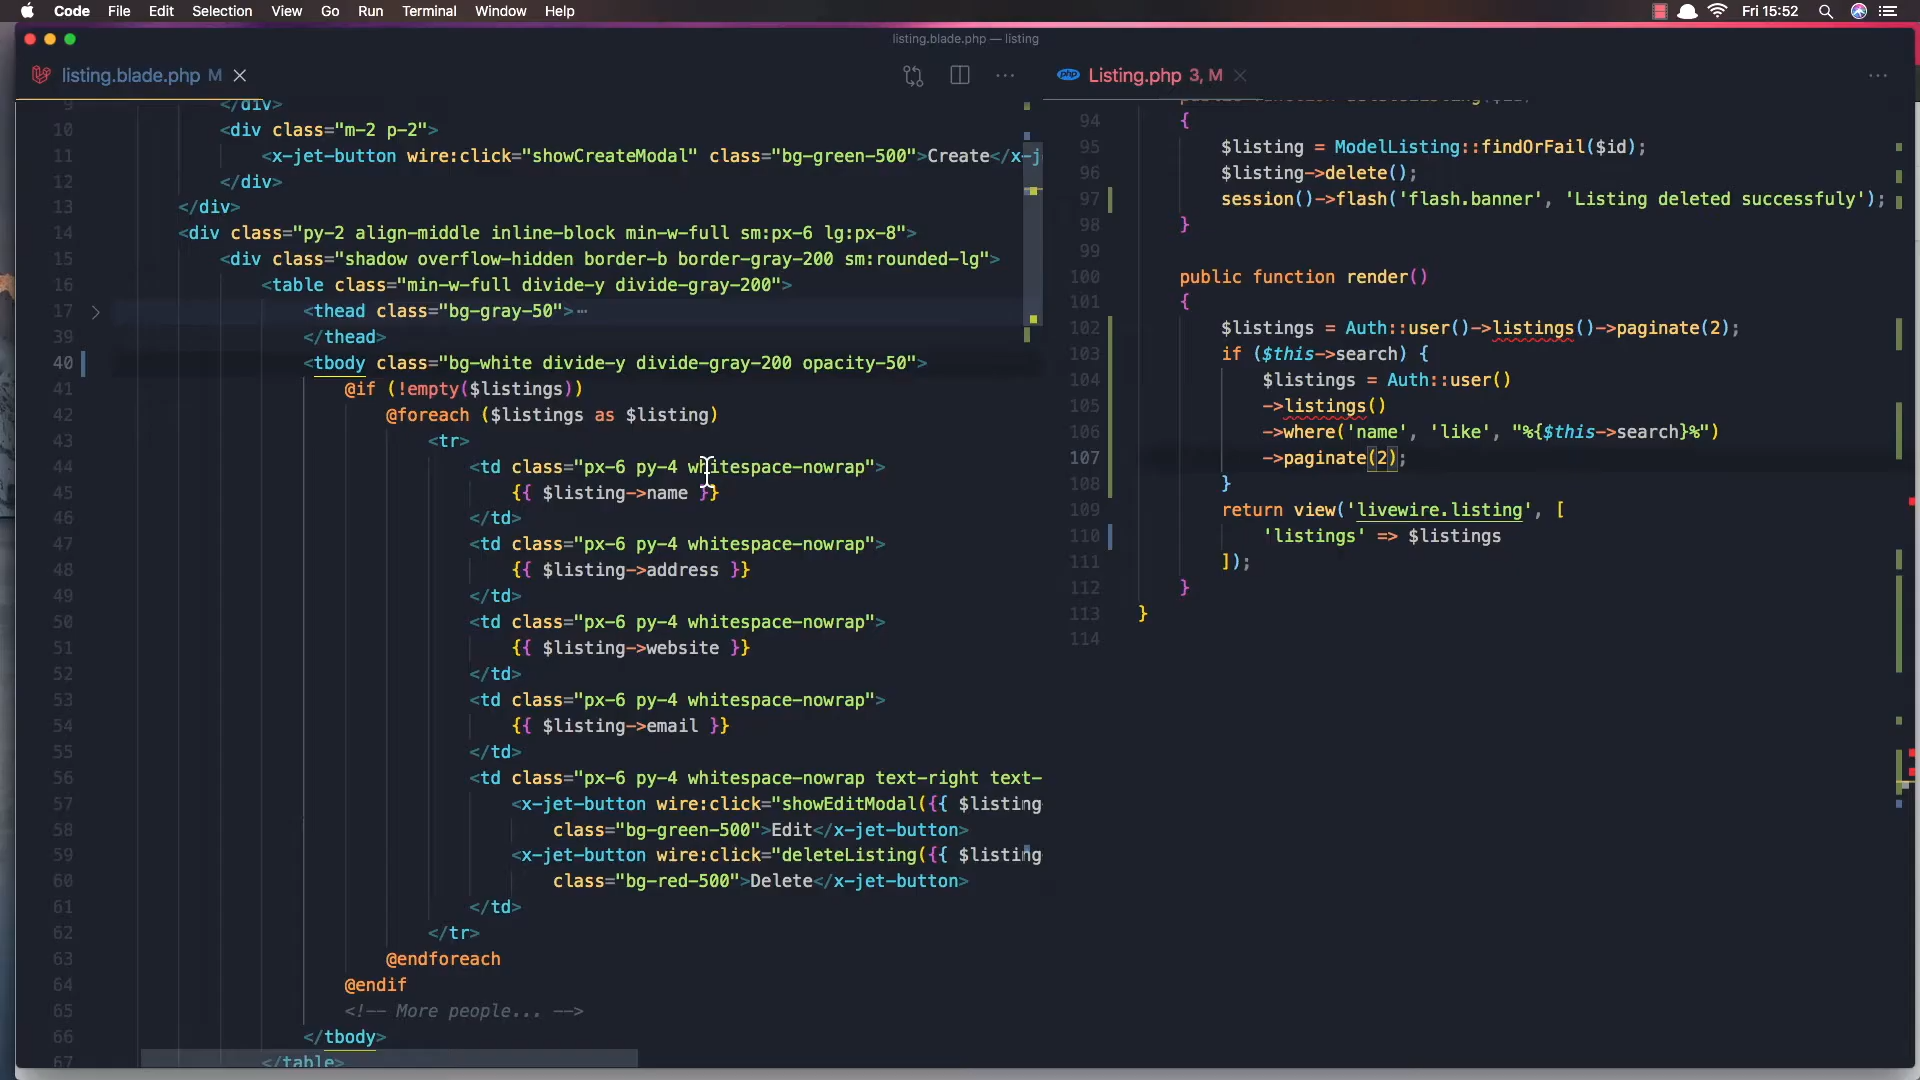 Code File Edit Selection View Go Run Terminal Window Help Fri 15:52
listing.blade.php — listing
listing.blade.php M
Listing.php 3, M
9 </div>
10 <div class="m-2 p-2">
11 <x-jet-button wire:click="showCreateModal" class="bg-green-500">Create</x-j
12 </div>
13 </div>
14 <div class="py-2 align-middle inline-block min-w-full sm:px-6 lg:px-8">
15 <div class="shadow overflow-hidden border-b border-gray-200 sm:rounded-lg">
16 <table class="min-w-full divide-y divide-gray-200">
17 <thead class="bg-gray-50">⋯
39 </thead>
40 <tbody class="bg-white divide-y divide-gray-200 opacity-50">
41 @if (!empty($listings))
42 @foreach ($listings as $listing)
43 <tr>
44 <td class="px-6 py-4 whitespace-nowrap">
45 {{ $listing->name }}
46 </td>
47 <td class="px-6 py-4 whitespace-nowrap">
48 {{ $listing->address }}
49 </td>
50 <td class="px-6 py-4 whitespace-nowrap">
51 {{ $listing->website }}
52 </td>
53 <td class="px-6 py-4 whitespace-nowrap">
54 {{ $listing->email }}
55 </td>
56 <td class="px-6 py-4 whitespace-nowrap text-right text-
57 <x-jet-button wire:click="showEditModal({{ $listing
58 class="bg-green-500">Edit</x-jet-button>
59 <x-jet-button wire:click="deleteListing({{ $listing
60 class="bg-red-500">Delete</x-jet-button>
61 </td>
62 </tr>
63 @endforeach
64 @endif
65 <!-- More people... -->
66 </tbody>
67 </table>
94 {
95 $listing = ModelListing::findOrFail($id);
96 $listing->delete();
97 session()->flash('flash.banner', 'Listing deleted successfuly');
98 }
99
100 public function render()
101 {
102 $listings = Auth::user()->listings()->paginate(2);
103 if ($this->search) {
104 $listings = Auth::user()
105 ->listings()
106 ->where('name', 'like', "%{$this->search}%")
107 ->paginate(2);
108 }
109 return view('livewire.listing', [
110 'listings' => $listings
111 ]);
112 }
113 }
114